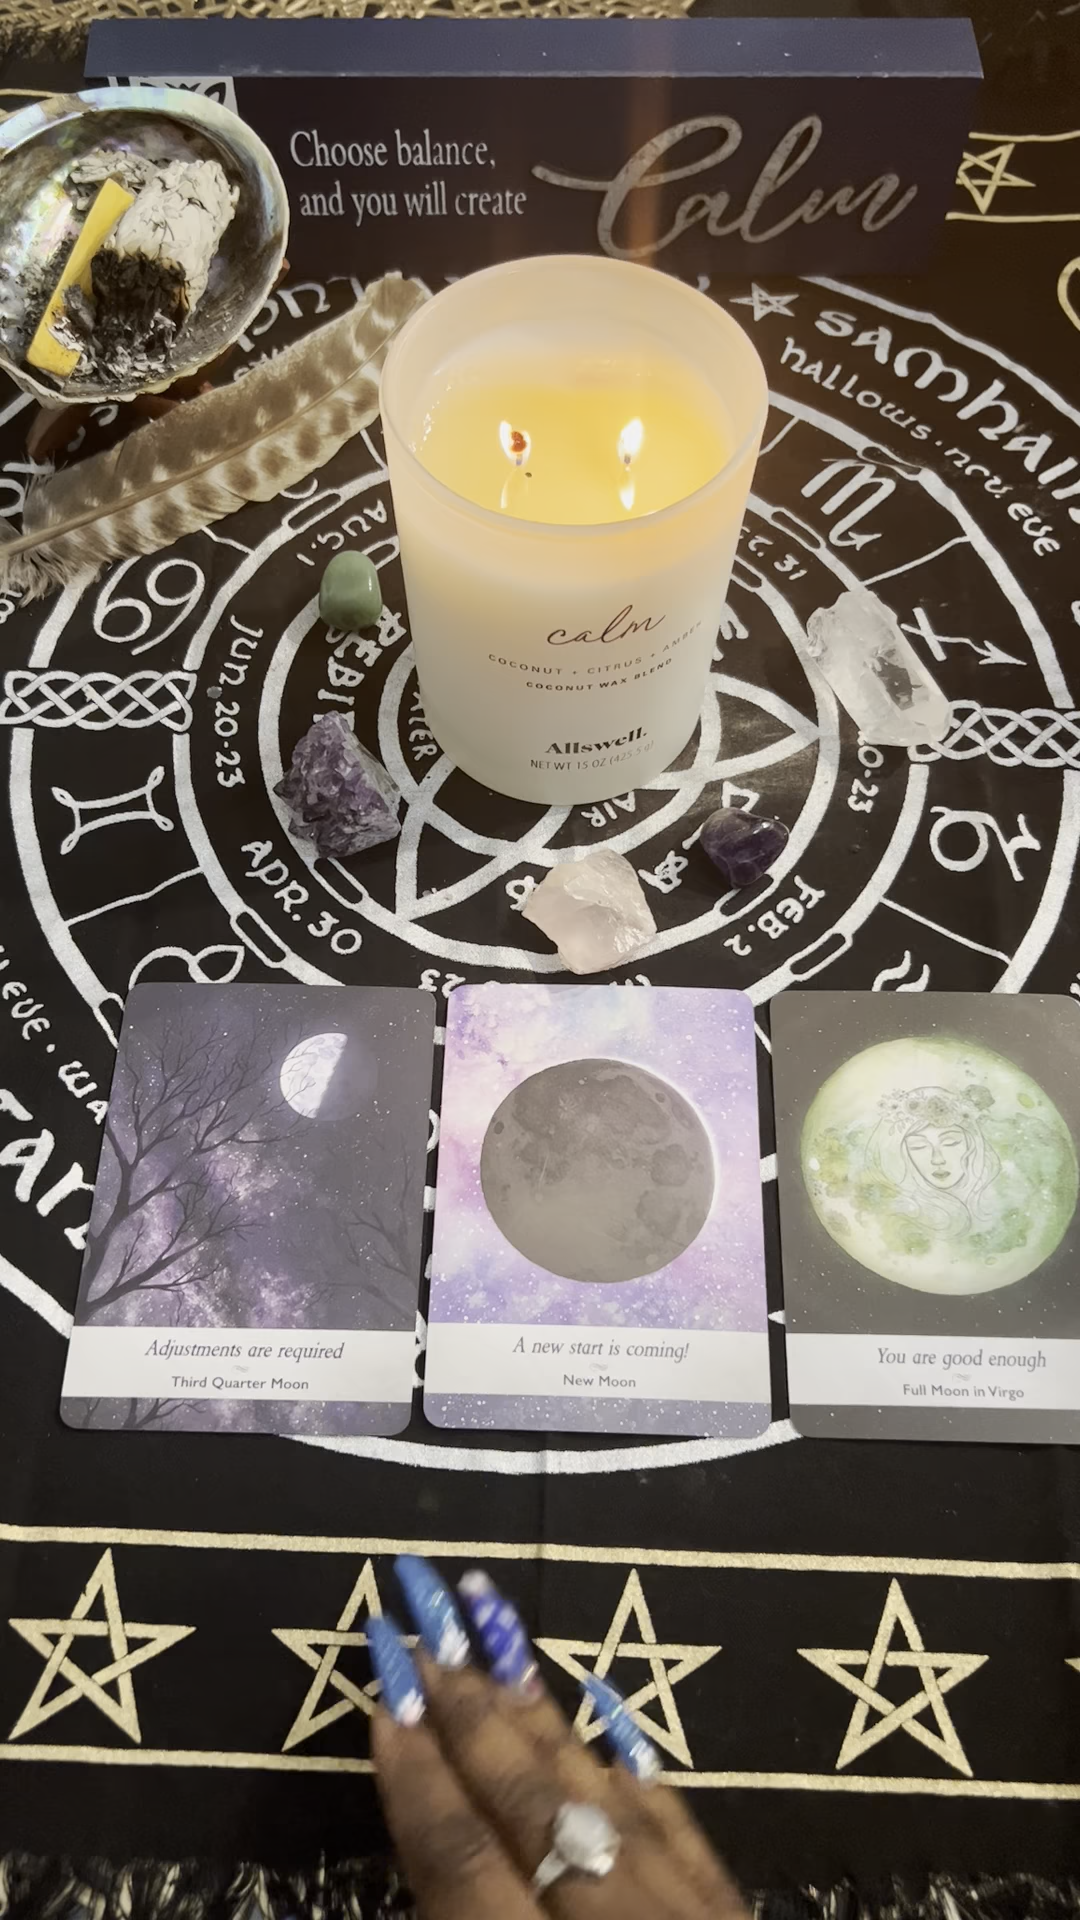 Choose balance,
and you will create
Calm
SAMHAIN
HALLOWS. NOV. EVE
AUG.1
31
JUN.20-23
calm
COCONUT + CITRUS + AMBER
COCONUT WAX BLEND
Allswell.
NET WT 15 OZ (425.5 g)
AIR
APR. 30
FEB. 2
Adjustments are required
Third Quarter Moon
A new start is coming!
New Moon
You are good enough
Full Moon in Virgo